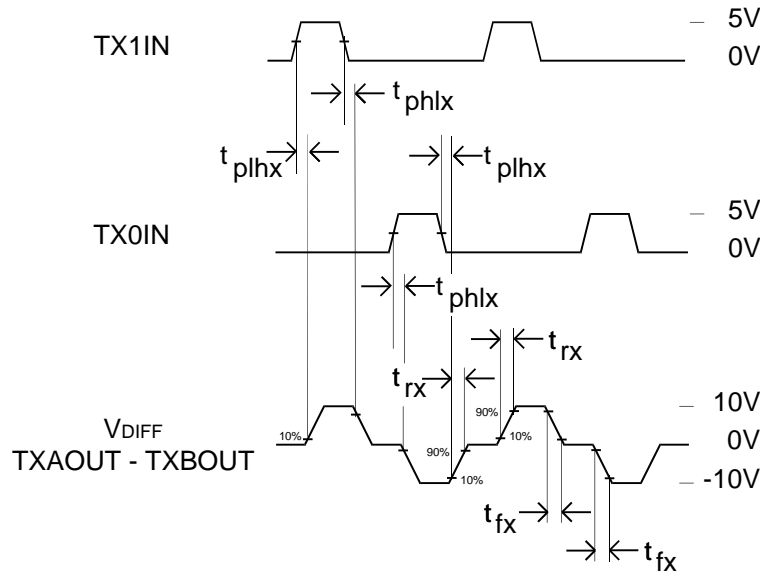 TX1IN
5V
0V
t phlx
t plhx
t plhx
TX0IN
5V
0V
t phlx
t rx
t rx
10V
90%
VDIFF
10%
10%
0V
90%
TXAOUT - TXBOUT
10%
-10V
t fx
t fx